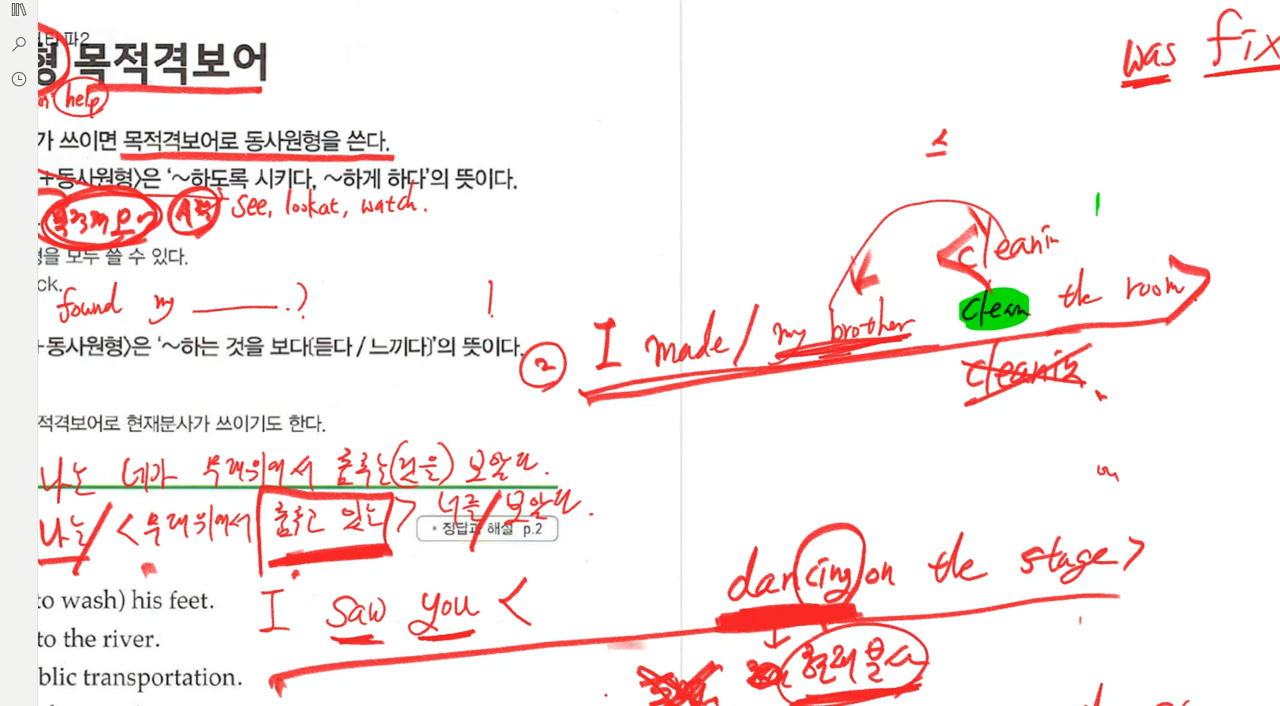 was fix
형 목적격보어
help
가 쓰이면 목적격보어로 동사원형을 쓴다.
+동사원형〉은 '~하도록 시키다, ~하게 하다'의 뜻이다.
see, look at, watch.
형을 모두 쓸 수 있다.
ck.
found my ?
!
cleanin
I made / my brother clean the room
+동사원형〉은 '~하는 것을 보다(듣다 / 느끼다)'의 뜻이다.
②
적격보어로 현재분사가 쓰이기도 한다.
나는 네가 무대위에서 춤추는(것을) 보았다.
나는 / < 무대위에서 춤추고 있는 > 너를 / 보았다.
• 정답과 해설 p.2
on
dancing on the stage >
to wash) his feet.
I saw you <
to the river.
현재분사
blic transportation.